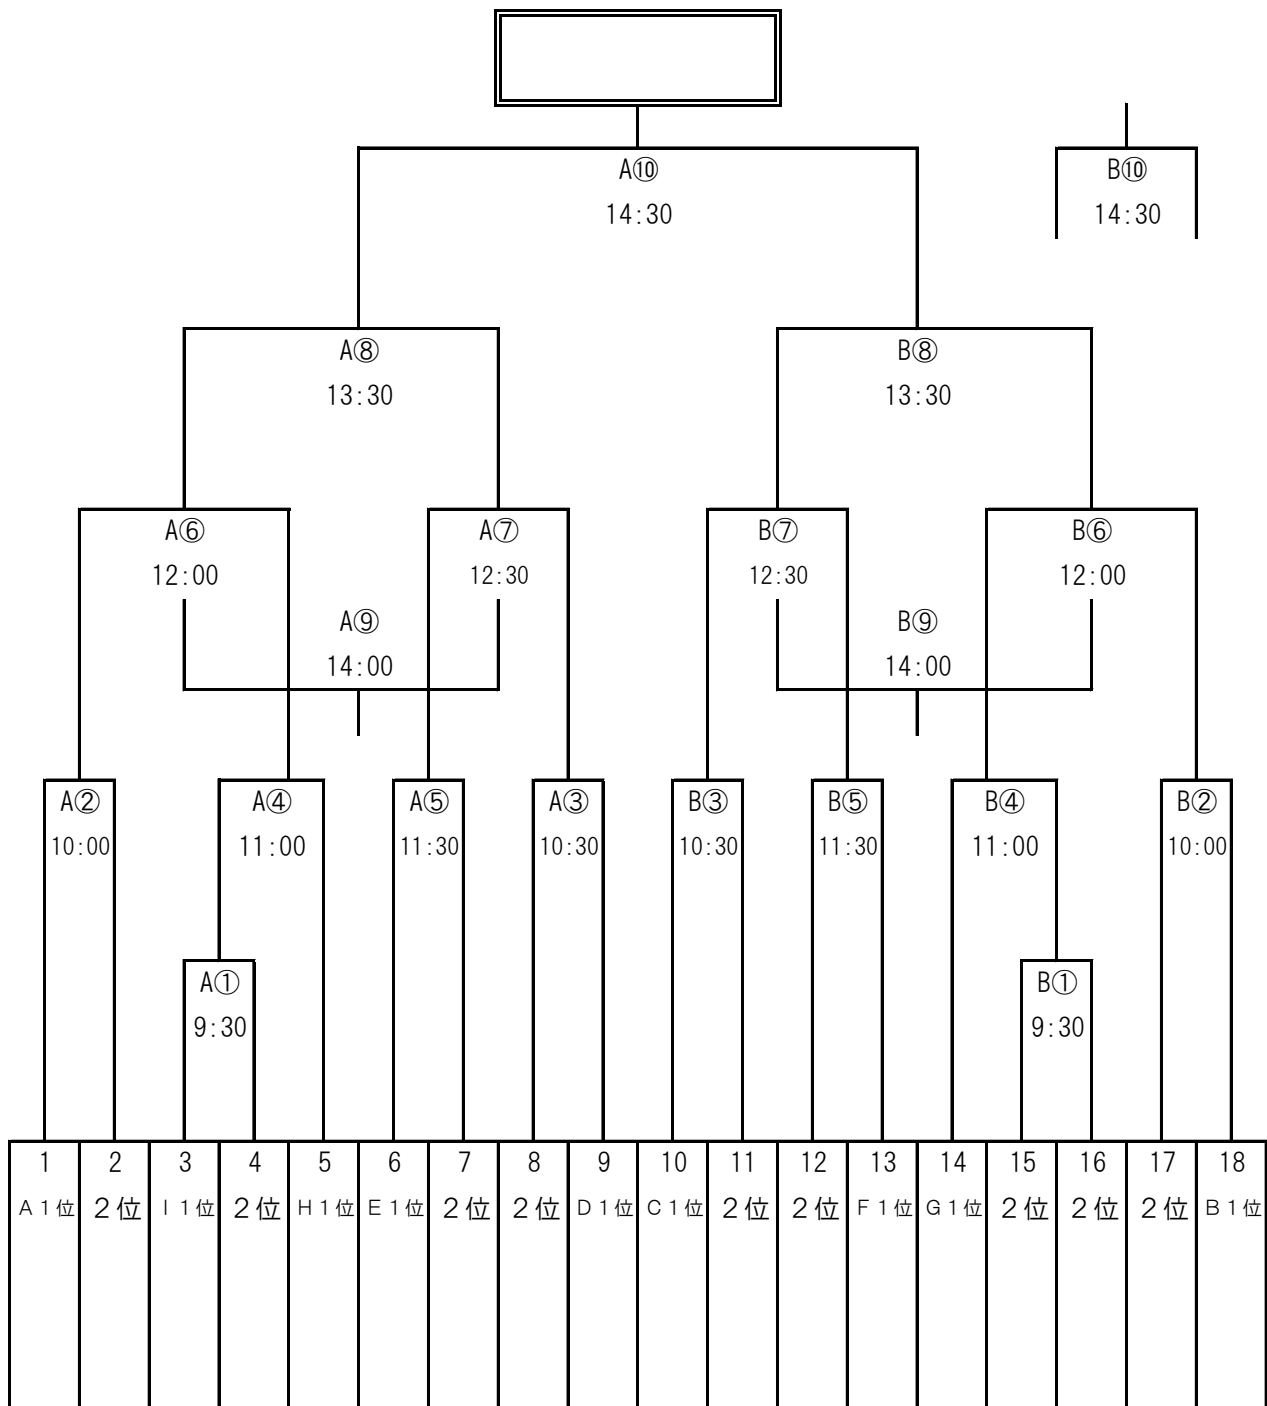 A⑩ B⑩
14:30 14:30
A⑧ B⑧
13:30 13:30
A⑥ A⑦ B⑦ B⑥
12:00 12:30 12:30 12:00
A⑨ B⑨
14:00 14:00
A② A④ A⑤ A③ B③ B⑤ B④ B②
10:00 11:00 11:30 10:30 10:30 11:30 11:00 10:00
A① B①
9:30 9:30
1 2 3 4 5 6 7 8 9 10 11 12 13 14 15 16 17 18
A１位 ２位 I１位 ２位 H１位 E１位 ２位 ２位 D１位 C１位 ２位 ２位 F１位 G１位 ２位 ２位 ２位 B１位